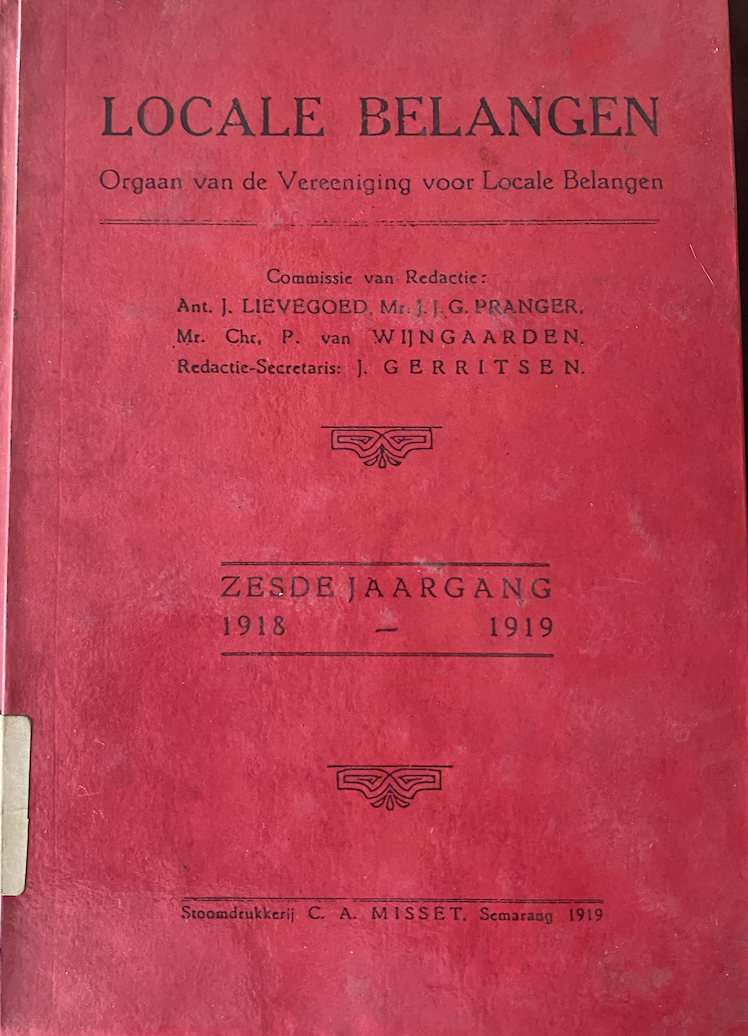 LOCALE BELANGEN
Orgaan van de Vereeniging voor Locale Belangen
Commissie van Redactie:
Ant. J. LIEVEGOED, Mr. J. J. G. PRANGER,
Mr. Chr. P. van WIJNGAARDEN.
Redactie-Secretaris: J. GERRITSEN.
ZESDE JAARGANG
1918 — 1919
Stoomdrukkerij C. A. MISSET, Semarang 1919